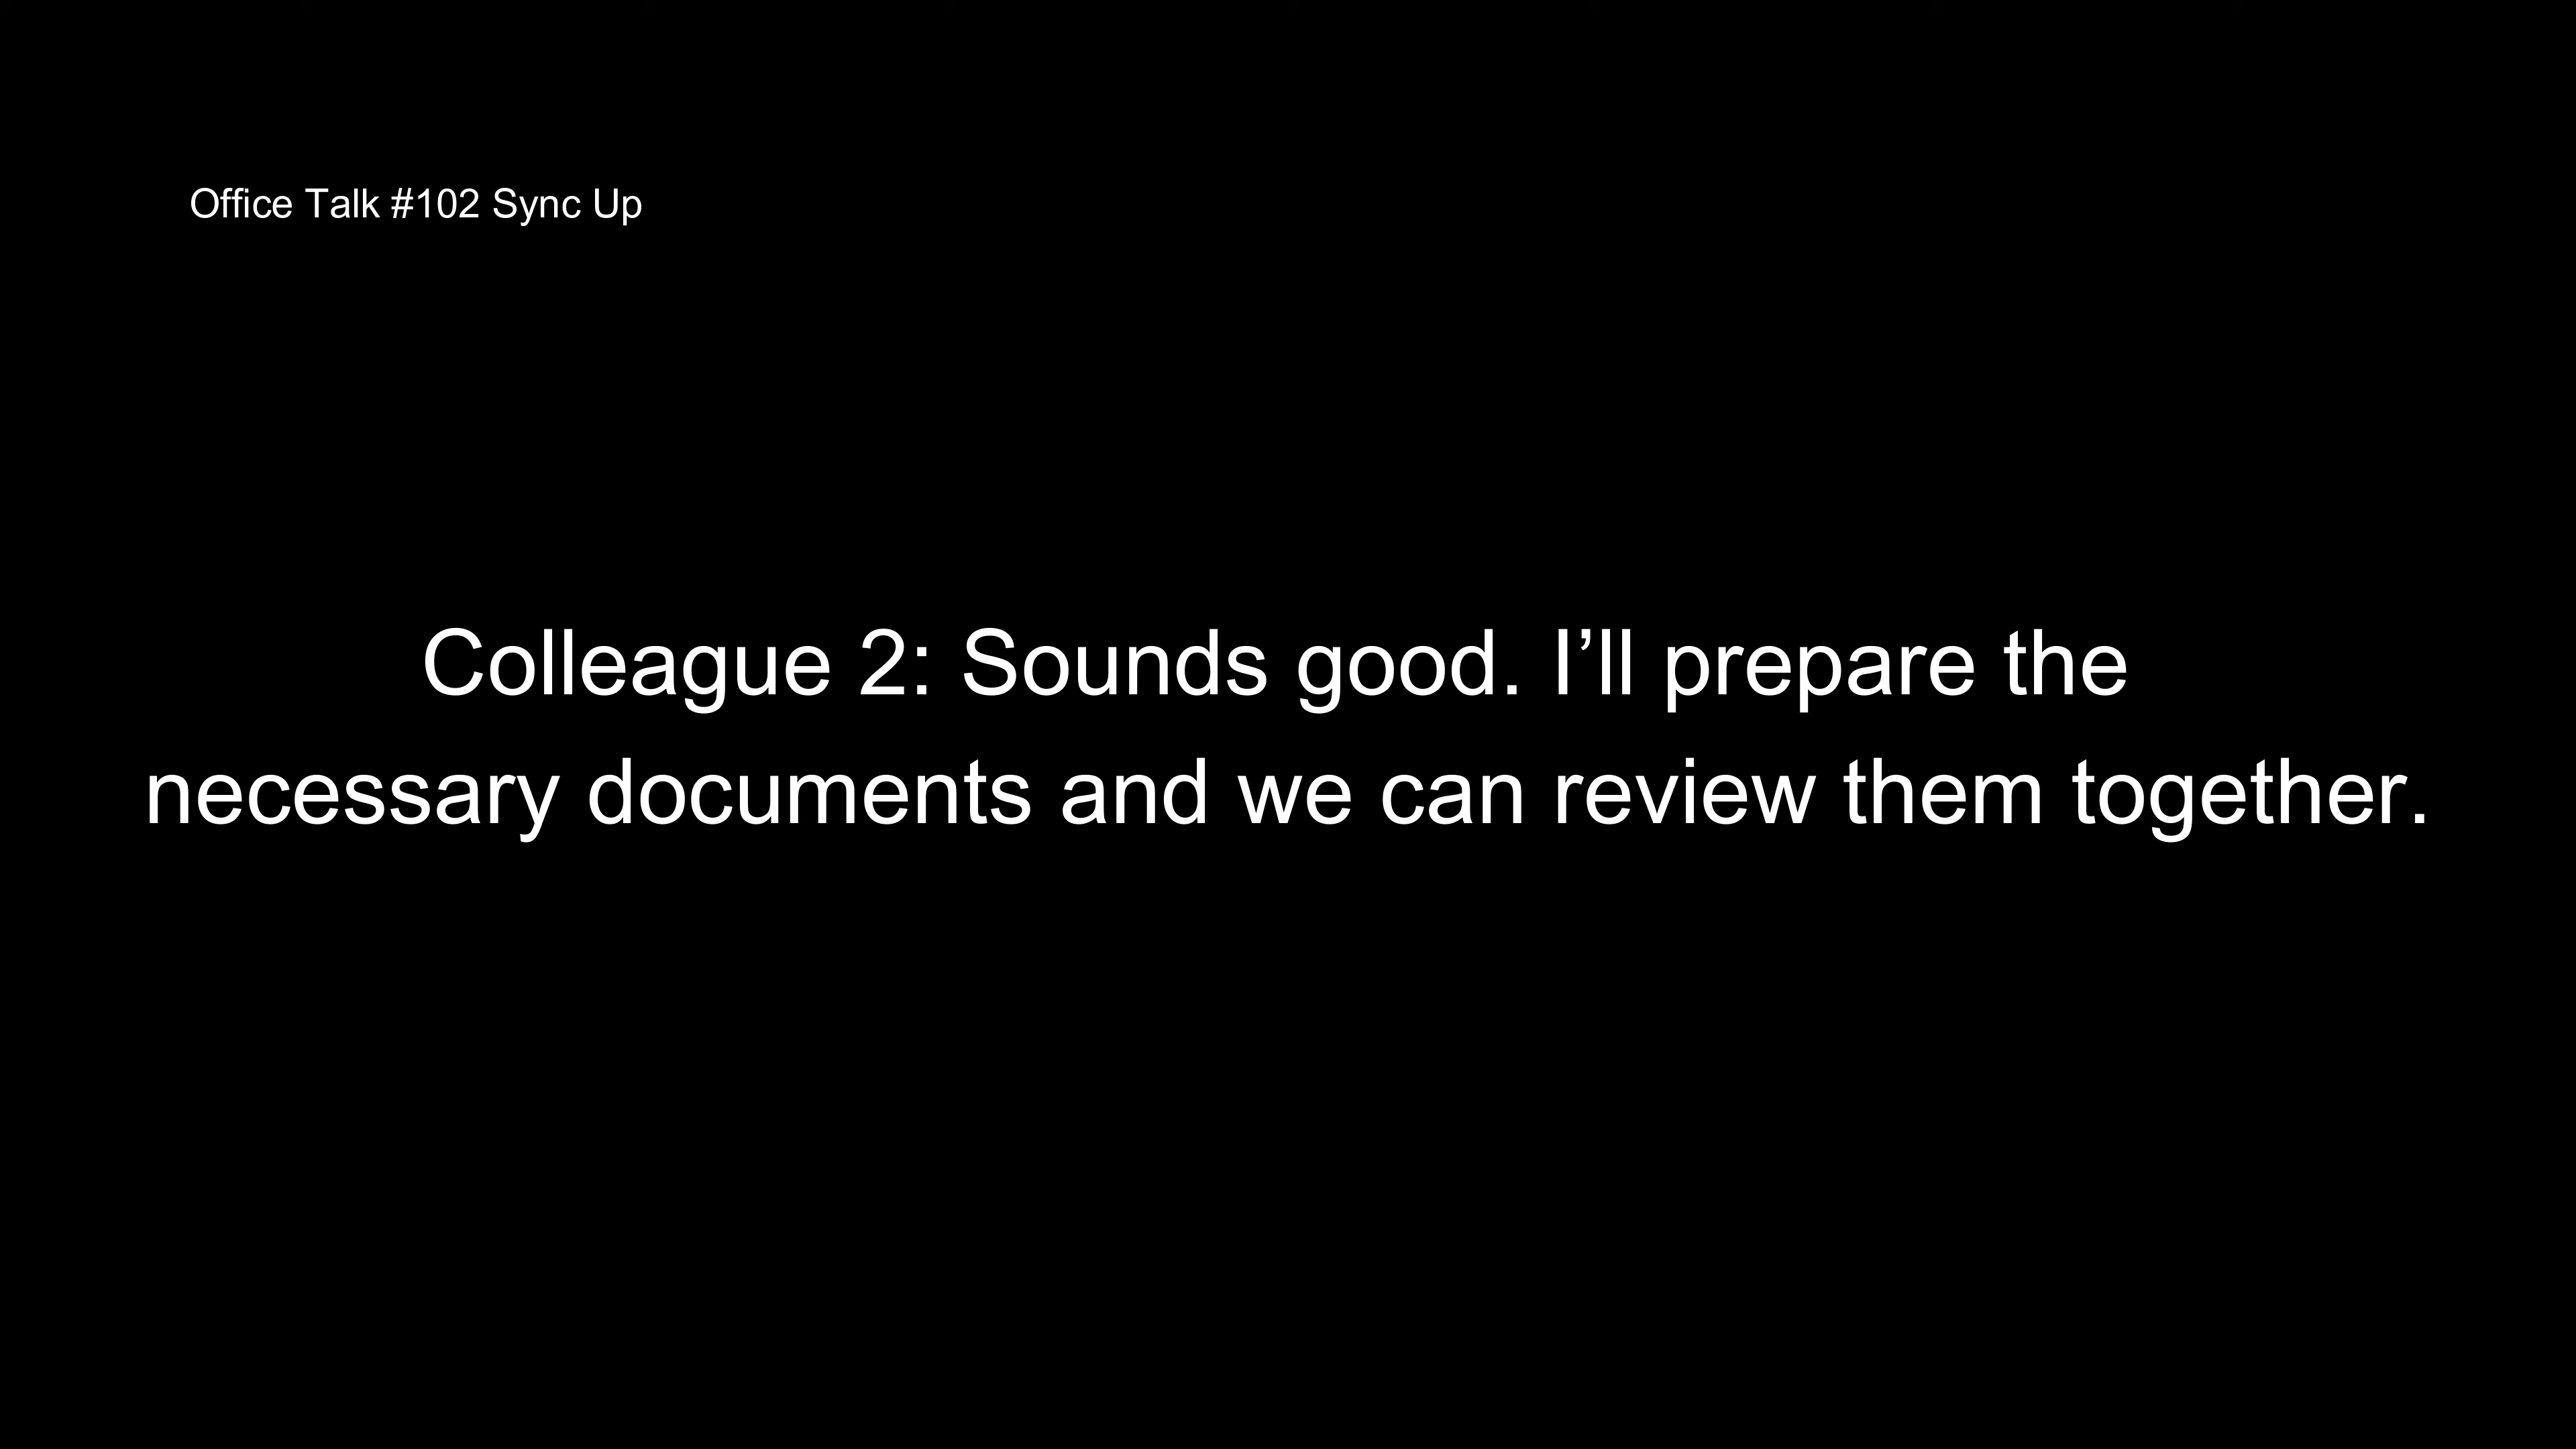 Office Talk #102 Sync Up
Colleague 2: Sounds good. I’ll prepare the
necessary documents and we can review them together.